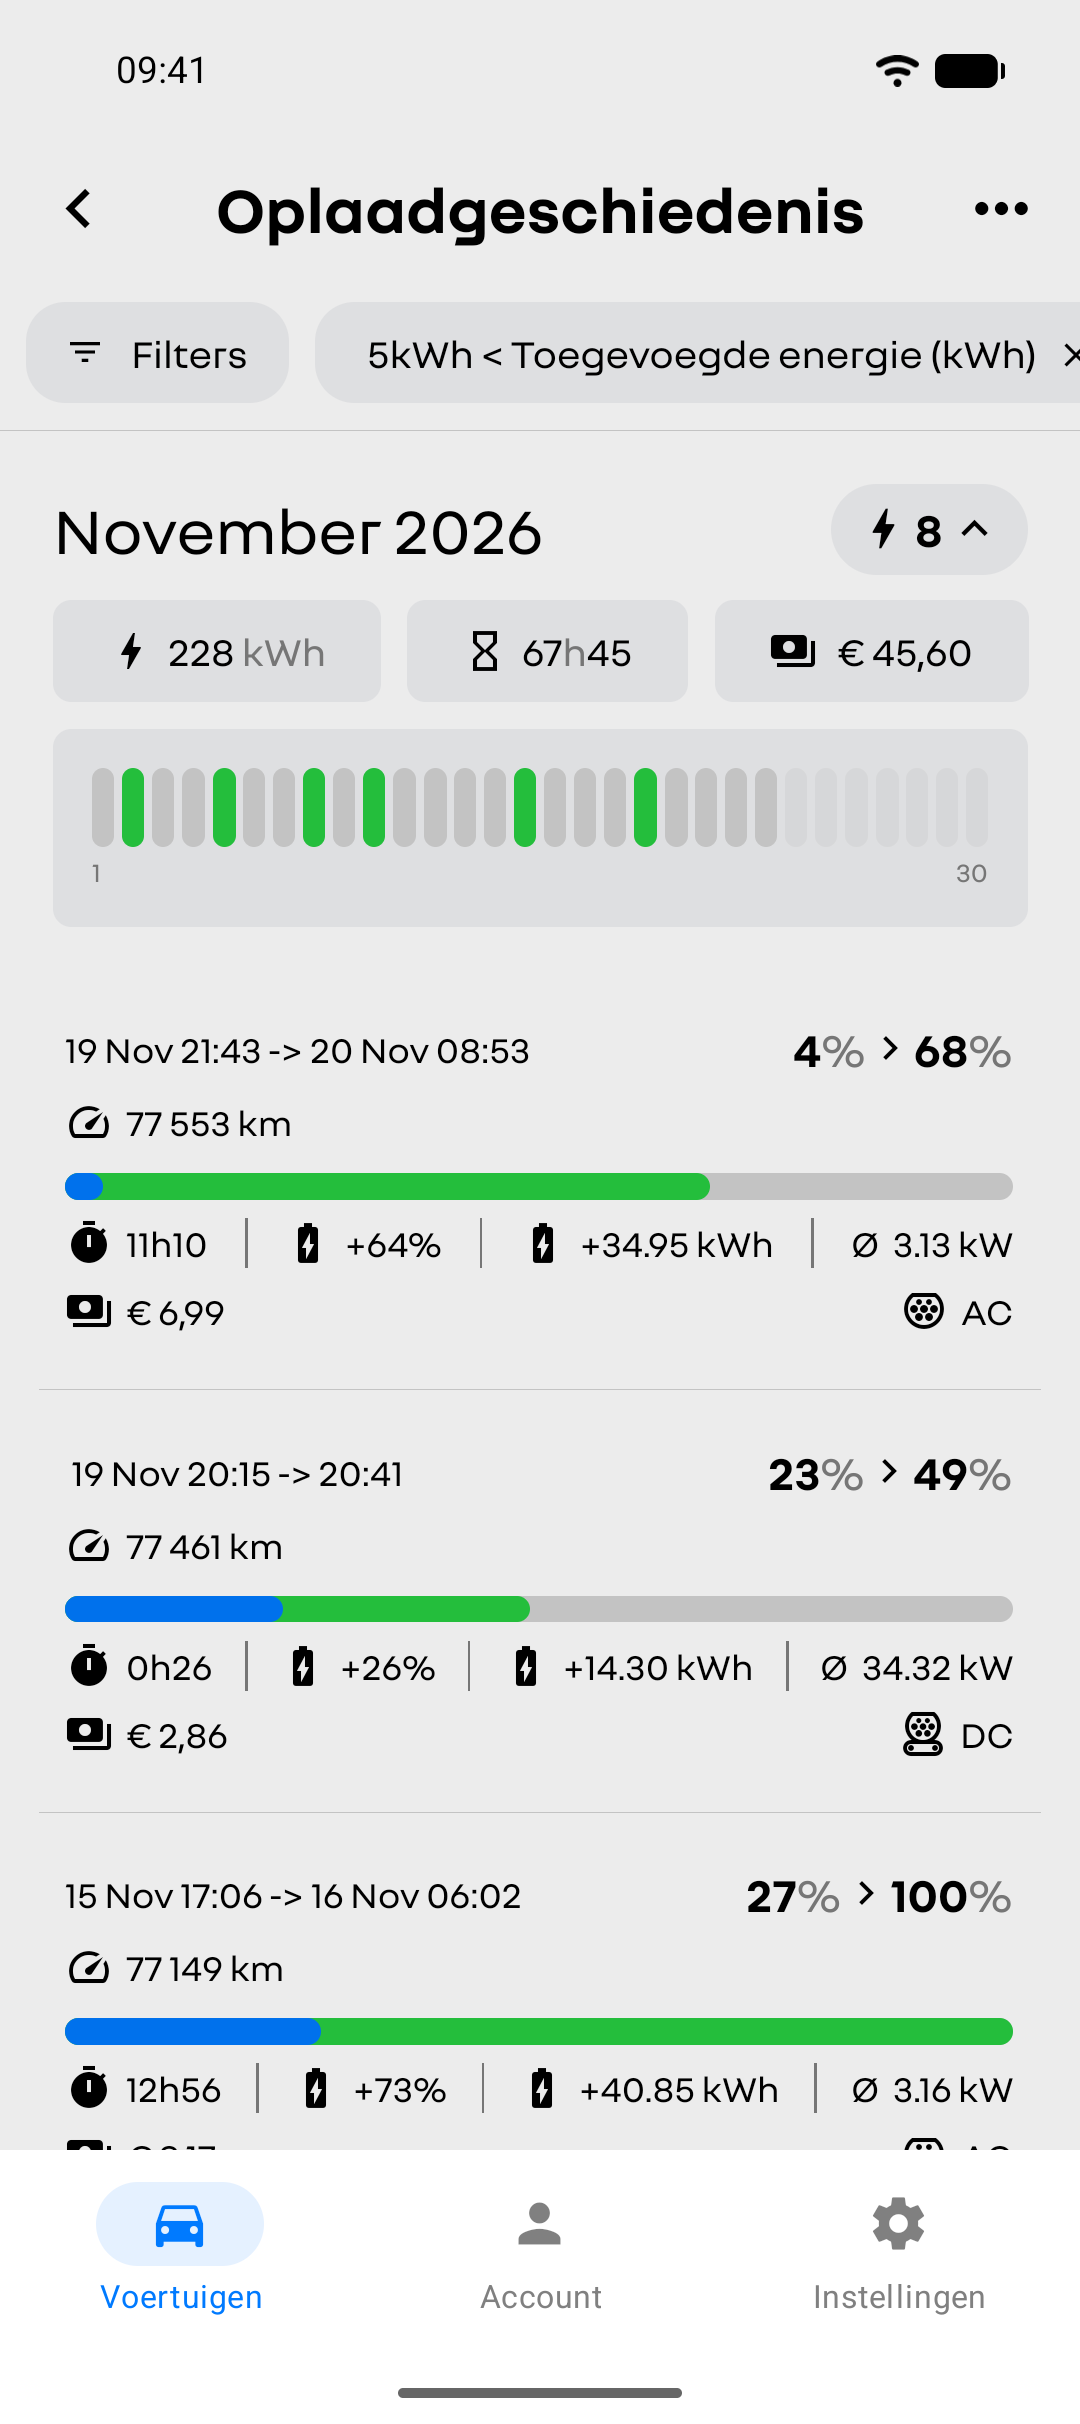 09:41
Oplaadgeschiedenis
Filters
5kWh < Toegevoegde energie (kWh)
November 2026
8
228 kWh
67h45
€ 45,60
1
30
19 Nov 21:43 -> 20 Nov 08:53
4% > 68%
77 553 km
11h10
+64%
+34.95 kWh
Ø 3.13 kW
€ 6,99
AC
19 Nov 20:15 -> 20:41
23% > 49%
77 461 km
0h26
+26%
+14.30 kWh
Ø 34.32 kW
€ 2,86
DC
15 Nov 17:06 -> 16 Nov 06:02
27% > 100%
77 149 km
12h56
+73%
+40.85 kWh
Ø 3.16 kW
Voertuigen
Account
Instellingen